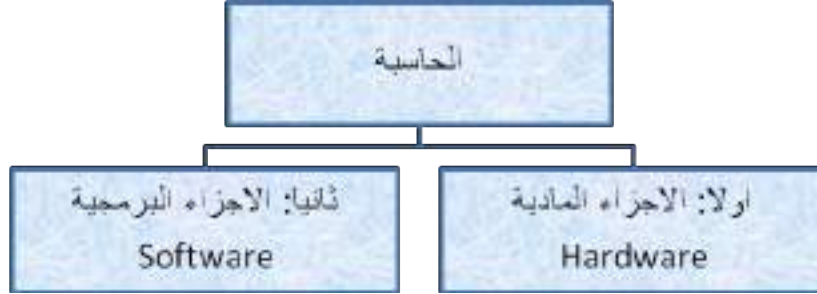 الحاسبة
اولا: الاجزاء المادية
Hardware
ثانيا: الاجزاء البرمجية
Software